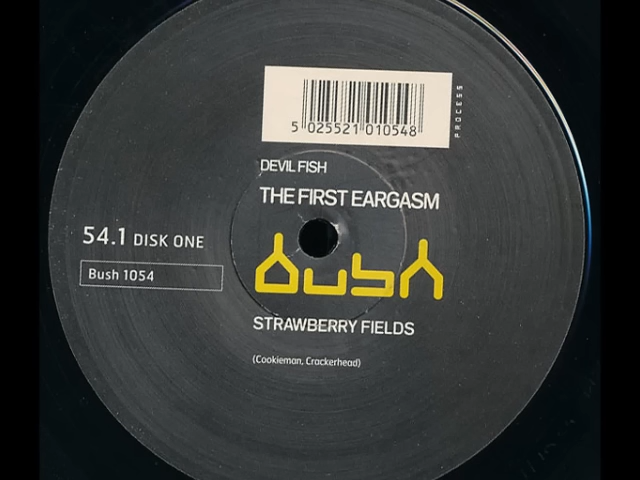 5 025521 010548
PROCESS
DEVIL FISH
THE FIRST EARGASM
54.1 DISK ONE
Bush 1054
bush
STRAWBERRY FIELDS
(Cookieman, Crackerhead)